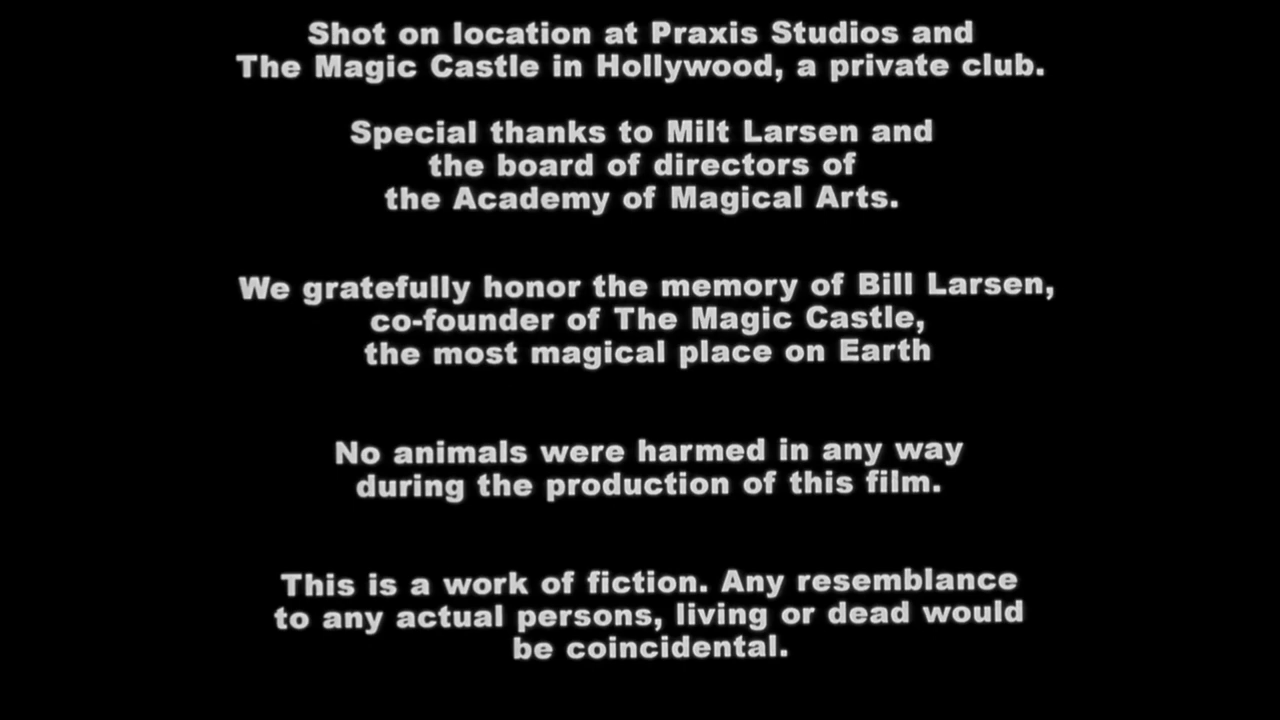 Shot on location at Praxis Studios and
The Magic Castle in Hollywood, a private club.
Special thanks to Milt Larsen and
the board of directors of
the Academy of Magical Arts.
We gratefully honor the memory of Bill Larsen,
co-founder of The Magic Castle,
the most magical place on Earth
No animals were harmed in any way
during the production of this film.
This is a work of fiction. Any resemblance
to any actual persons, living or dead would
be coincidental.